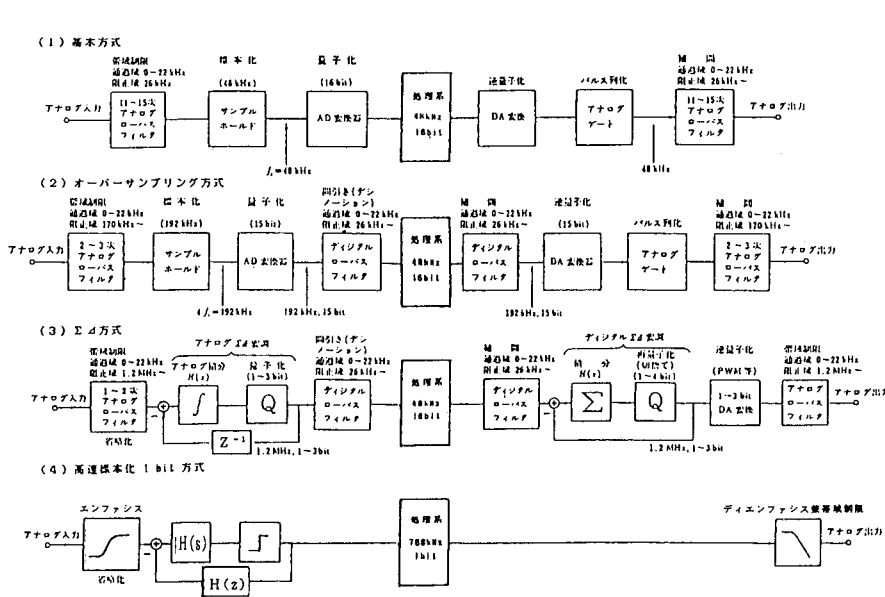 (1) 基本方式
帯域制限
通過域 0~22kHz
阻止域 26kHz~
標本化
(48kHz)
量子化
(16bit)
逆量子化
パルス列化
補間
通過域 0~22kHz
阻止域 26kHz~
アナログ入力
11~15次
アナログ
ローパス
フィルタ
サンプル
ホールド
AD変換器
処理系
48kHz
16bit
DA変換
アナログ
ゲート
11~15次
アナログ
ローパス
フィルタ
アナログ出力
fs=48kHz
48kHz
(2) オーバーサンプリング方式
帯域制限
通過域 0~22kHz
阻止域 170kHz~
標本化
(192kHz)
量子化
(15bit)
間引き(デシ
メーション)
通過域 0~22kHz
阻止域 26kHz~
補間
通過域 0~22kHz
阻止域 26kHz~
逆量子化
(15bit)
パルス列化
補間
通過域 0~22kHz
阻止域 170kHz~
アナログ入力
2~3次
アナログ
ローパス
フィルタ
サンプル
ホールド
AD変換器
ディジタル
ローパス
フィルタ
処理系
48kHz
16bit
ディジタル
ローパス
フィルタ
DA変換器
アナログ
ゲート
2~3次
アナログ
ローパス
フィルタ
アナログ出力
4fs=192kHz
192kHz, 15bit
192kHz, 15bit
(3) ΣΔ方式
帯域制限
通過域 0~22kHz
阻止域 1.2MHz~
アナログΣΔ変調
アナログ積分
H(s)
量子化
(1~3bit)
間引き(デシ
メーション)
通過域 0~22kHz
阻止域 26kHz~
補間
通過域 0~22kHz
阻止域 26kHz~
ディジタルΣΔ変調
積分
H(z)
再量子化
(切捨て)
(1~4bit)
逆量子化
(PWM等)
帯域制限
通過域 0~22kHz
阻止域 1.2MHz~
アナログ入力
1~2次
アナログ
ローパス
フィルタ
省略化
∫
Q
Z⁻¹
1.2MHz, 1~3bit
ディジタル
ローパス
フィルタ
処理系
48kHz
16bit
ディジタル
ローパス
フィルタ
Σ
Q
1.2MHz, 1~3bit
1~3bit
DA変換
アナログ
ローパス
フィルタ
アナログ出力
(4) 高速標本化 1bit 方式
エンファシス
アナログ入力
省略化
H(s)
H(z)
処理系
768kHz
1bit
ディエンファシス兼帯域制限
アナログ出力